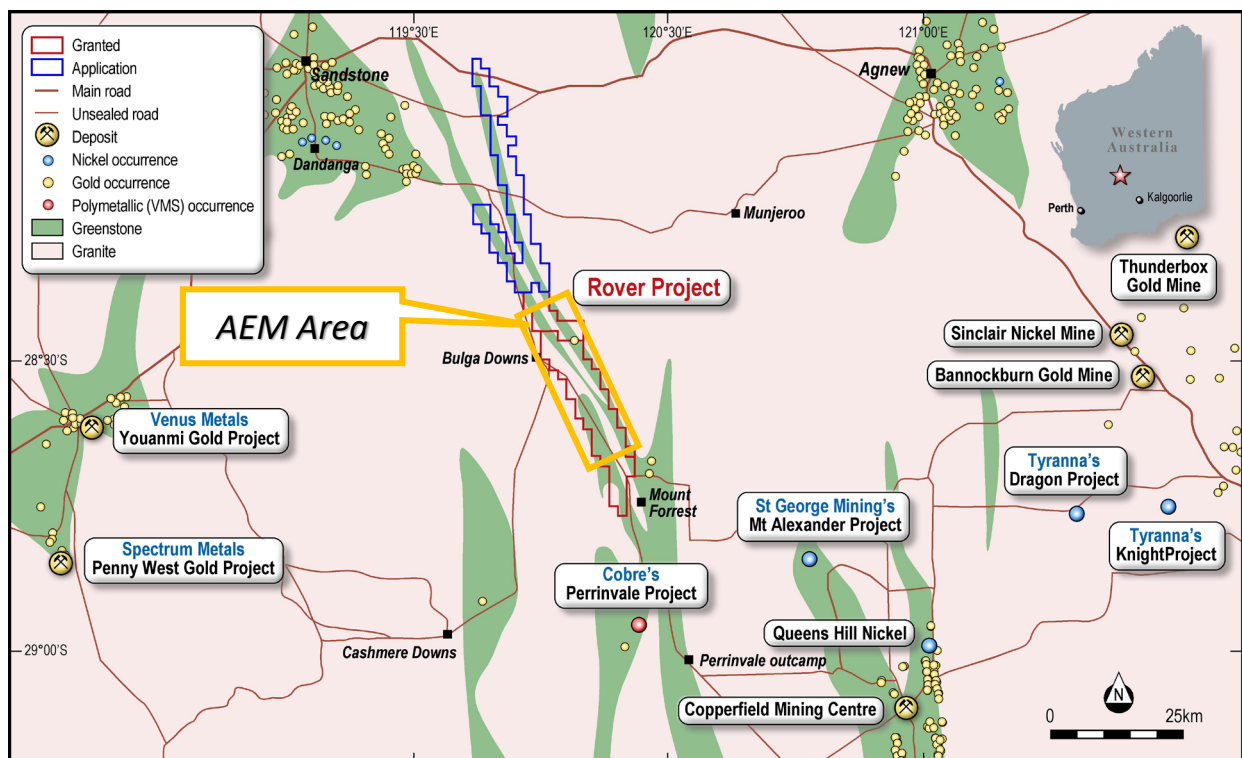 119°30'E
120°30'E
121°00'E
Granted
Application
Main road
Unsealed road
Deposit
Nickel occurrence
Gold occurrence
Polymetallic (VMS) occurrence
Greenstone
Granite
Sandstone
Dandanga
Agnew
Munjeroo
Western
Australia
Perth
Kalgoorlie
Thunderbox
Gold Mine
Rover Project
AEM Area
Bulga Downs
Sinclair Nickel Mine
Bannockburn Gold Mine
28°30'S
Venus Metals
Youanmi Gold Project
Tyranna's
Dragon Project
Mount
Forrest
St George Mining's
Mt Alexander Project
Tyranna's
KnightProject
Spectrum Metals
Penny West Gold Project
Cobre's
Perrinvale Project
Queens Hill Nickel
29°00'S
Cashmere Downs
Perrinvale outcamp
Copperfield Mining Centre
N
0
25km